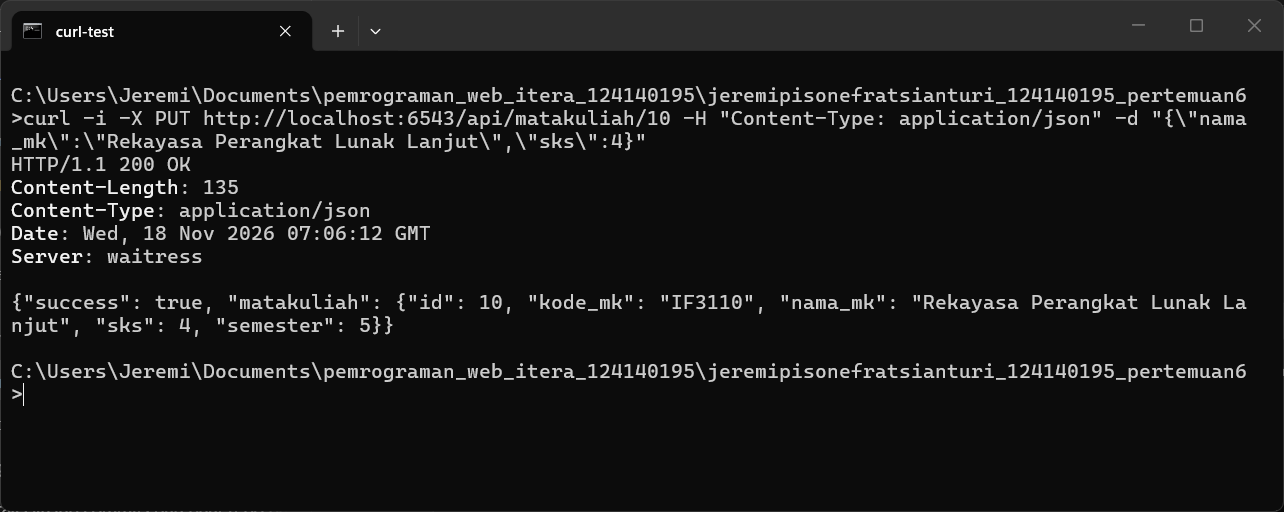 curl-test
C:\Users\Jeremi\Documents\pemrograman_web_itera_124140195\jeremipisonefratsianturi_124140195_pertemuan6
>curl -i -X PUT http://localhost:6543/api/matakuliah/10 -H "Content-Type: application/json" -d "{\"nama
_mk\":\"Rekayasa Perangkat Lunak Lanjut\",\"sks\":4}"
HTTP/1.1 200 OK
Content-Length: 135
Content-Type: application/json
Date: Wed, 18 Nov 2026 07:06:12 GMT
Server: waitress
{"success": true, "matakuliah": {"id": 10, "kode_mk": "IF3110", "nama_mk": "Rekayasa Perangkat Lunak La
njut", "sks": 4, "semester": 5}}
C:\Users\Jeremi\Documents\pemrograman_web_itera_124140195\jeremipisonefratsianturi_124140195_pertemuan6
>